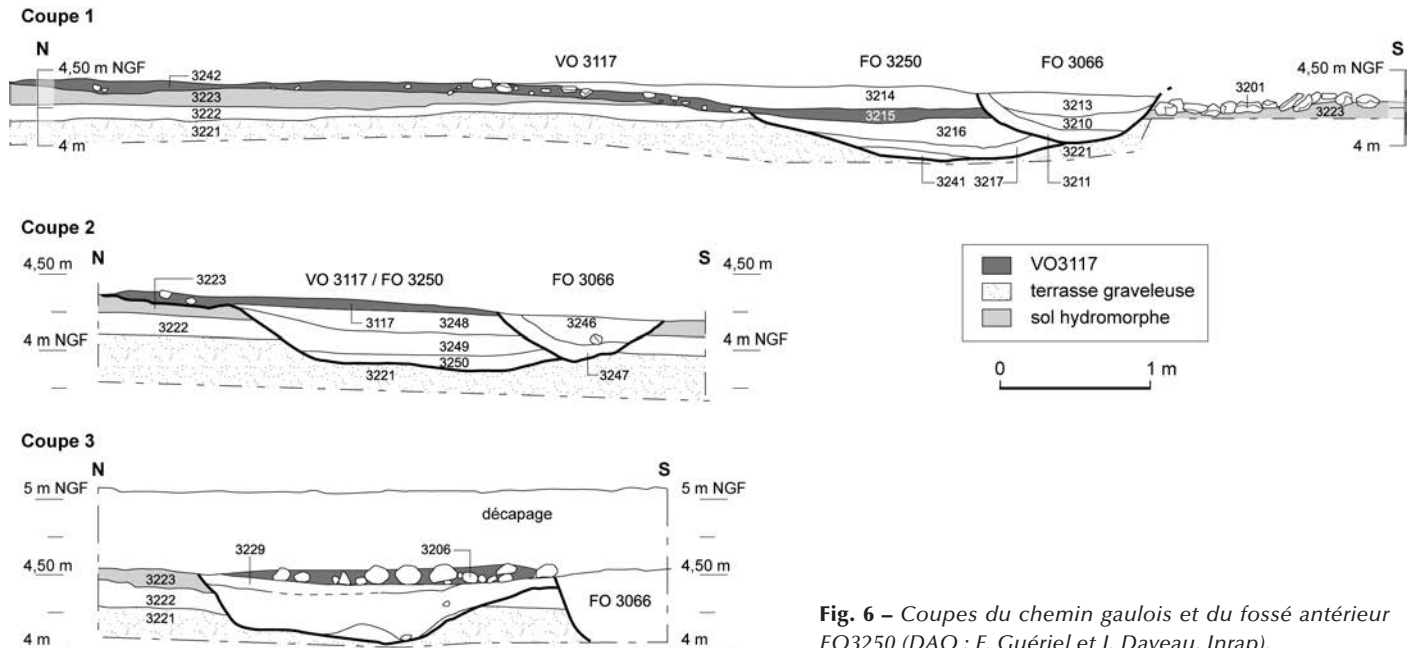 Coupe 1
N
S
VO 3117
FO 3250
FO 3066
4,50 m NGF
4,50 m NGF
3242
3223
3222
3221
3214
3215
3216
3213
3210
3201
3223
3221
4 m
4 m
3241
3217
3211
Coupe 2
N
S
4,50 m
4,50 m
3223
VO 3117 / FO 3250
FO 3066
3222
3117
3248
3246
4 m NGF
4 m NGF
3249
3250
3221
3247
VO3117
terrasse graveleuse
sol hydromorphe
0
1 m
Coupe 3
N
S
5 m NGF
5 m NGF
décapage
3229
3206
4,50 m
4,50 m
3223
3222
3221
FO 3066
4 m
4 m
Fig. 6 – Coupes du chemin gaulois et du fossé antérieur
FO3250 (DAO : F. Guériel et J. Daveau, Inrap).